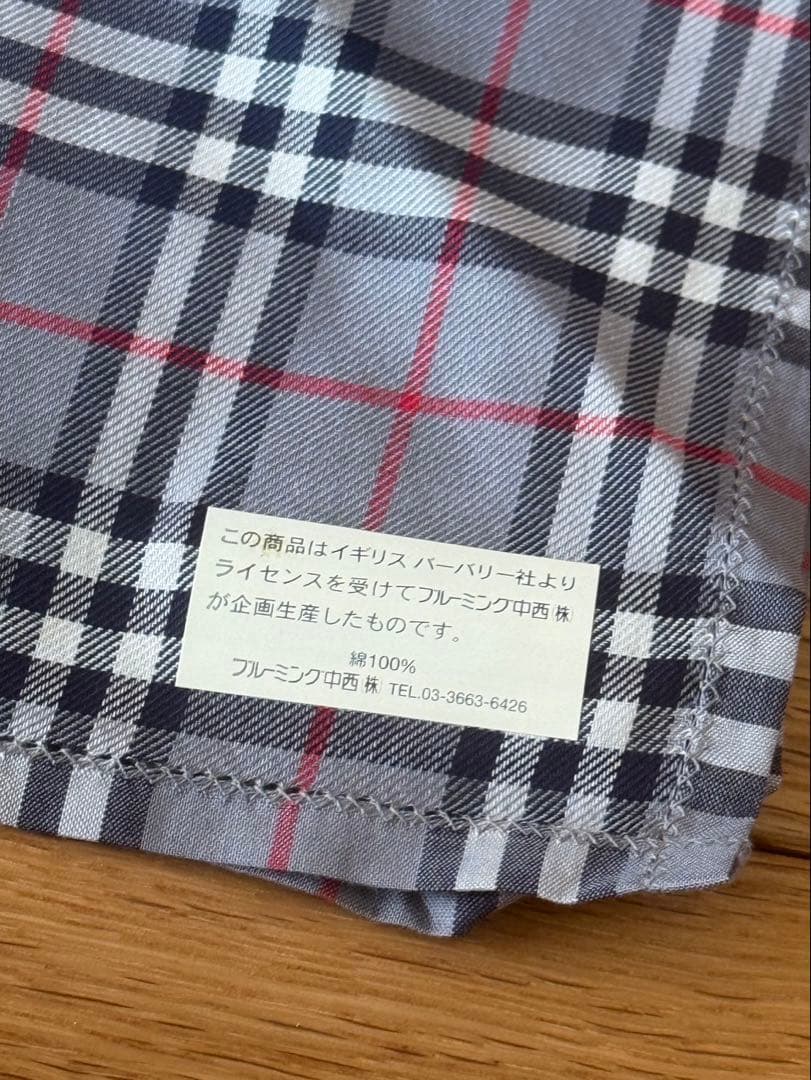 この商品はイギリス バーバリー社より
ライセンスを受けてブルーミング中西㈱
が企画生産したものです。
綿100%
ブルーミング中西㈱ TEL.03-3663-6426